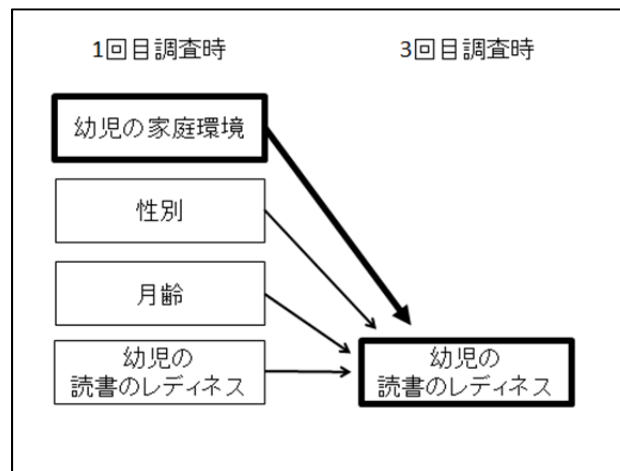 1回目調査時
3回目調査時
幼児の家庭環境
性別
月齢
幼児の
読書のレディネス
幼児の
読書のレディネス